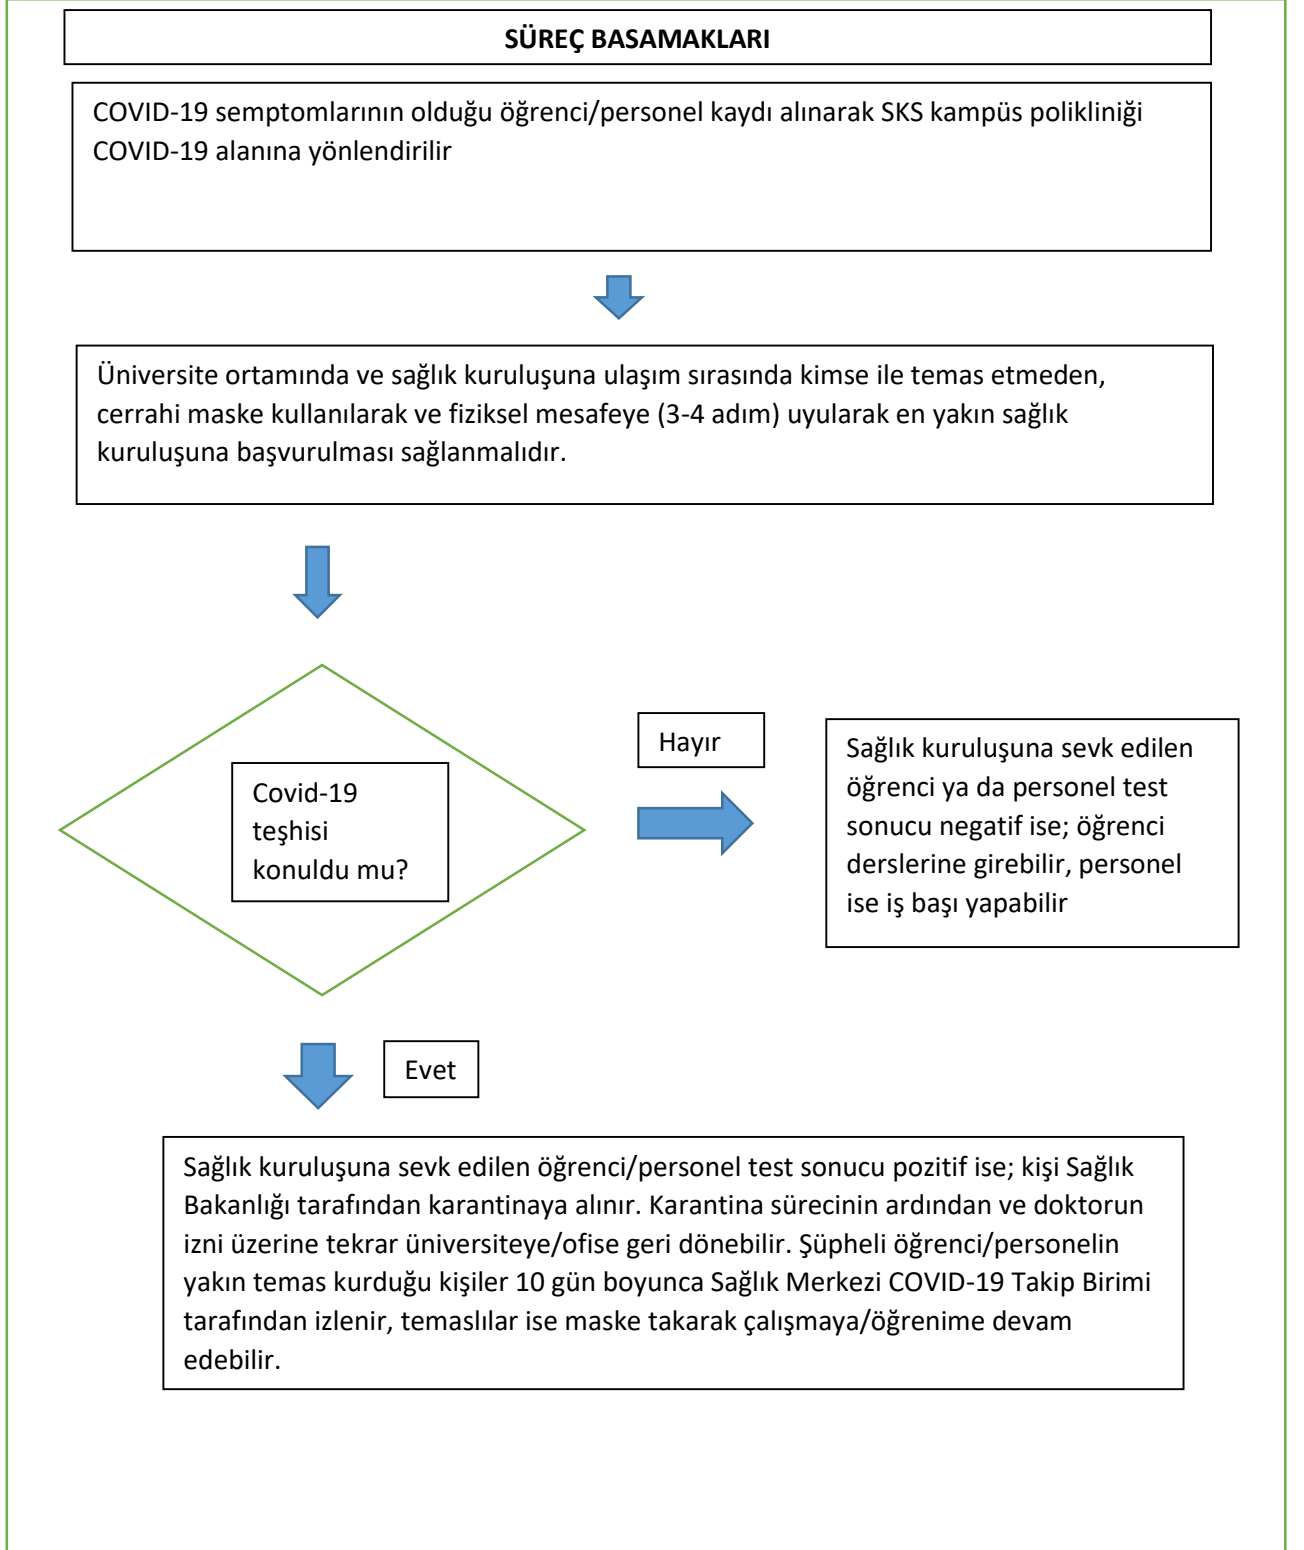 SÜREÇ BASAMAKLARI
COVID-19 semptomlarının olduğu öğrenci/personel kaydı alınarak SKS kampüs polikliniği
COVID-19 alanına yönlendirilir
Üniversite ortamında ve sağlık kuruluşuna ulaşım sırasında kimse ile temas etmeden,
cerrahi maske kullanılarak ve fiziksel mesafeye (3-4 adım) uyularak en yakın sağlık
kuruluşuna başvurulması sağlanmalıdır.
Covid-19
teşhisi
konuldu mu?
Hayır
Sağlık kuruluşuna sevk edilen
öğrenci ya da personel test
sonucu negatif ise; öğrenci
derslerine girebilir, personel
ise iş başı yapabilir
Evet
Sağlık kuruluşuna sevk edilen öğrenci/personel test sonucu pozitif ise; kişi Sağlık
Bakanlığı tarafından karantinaya alınır. Karantina sürecinin ardından ve doktorun
izni üzerine tekrar üniversiteye/ofise geri dönebilir. Şüpheli öğrenci/personelin
yakın temas kurduğu kişiler 10 gün boyunca Sağlık Merkezi COVID-19 Takip Birimi
tarafından izlenir, temaslılar ise maske takarak çalışmaya/öğrenime devam
edebilir.